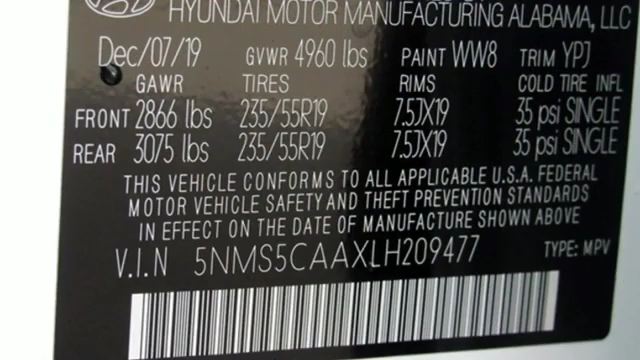 HYUNDAI MOTOR MANUFACTURING ALABAMA, LLC
Dec/07/19 GVWR 4960 lbs PAINT WW8 TRIM YPJ
GAWR TIRES RIMS COLD TIRE INFL
FRONT 2866 lbs 235/55R19 7.5JX19 35 psi SINGLE
REAR 3075 lbs 235/55R19 7.5JX19 35 psi SINGLE
THIS VEHICLE CONFORMS TO ALL APPLICABLE U.S.A. FEDERAL
MOTOR VEHICLE SAFETY AND THEFT PREVENTION STANDARDS
IN EFFECT ON THE DATE OF MANUFACTURE SHOWN ABOVE
V.I.N 5NMS5CAAXLH209477 TYPE: MPV